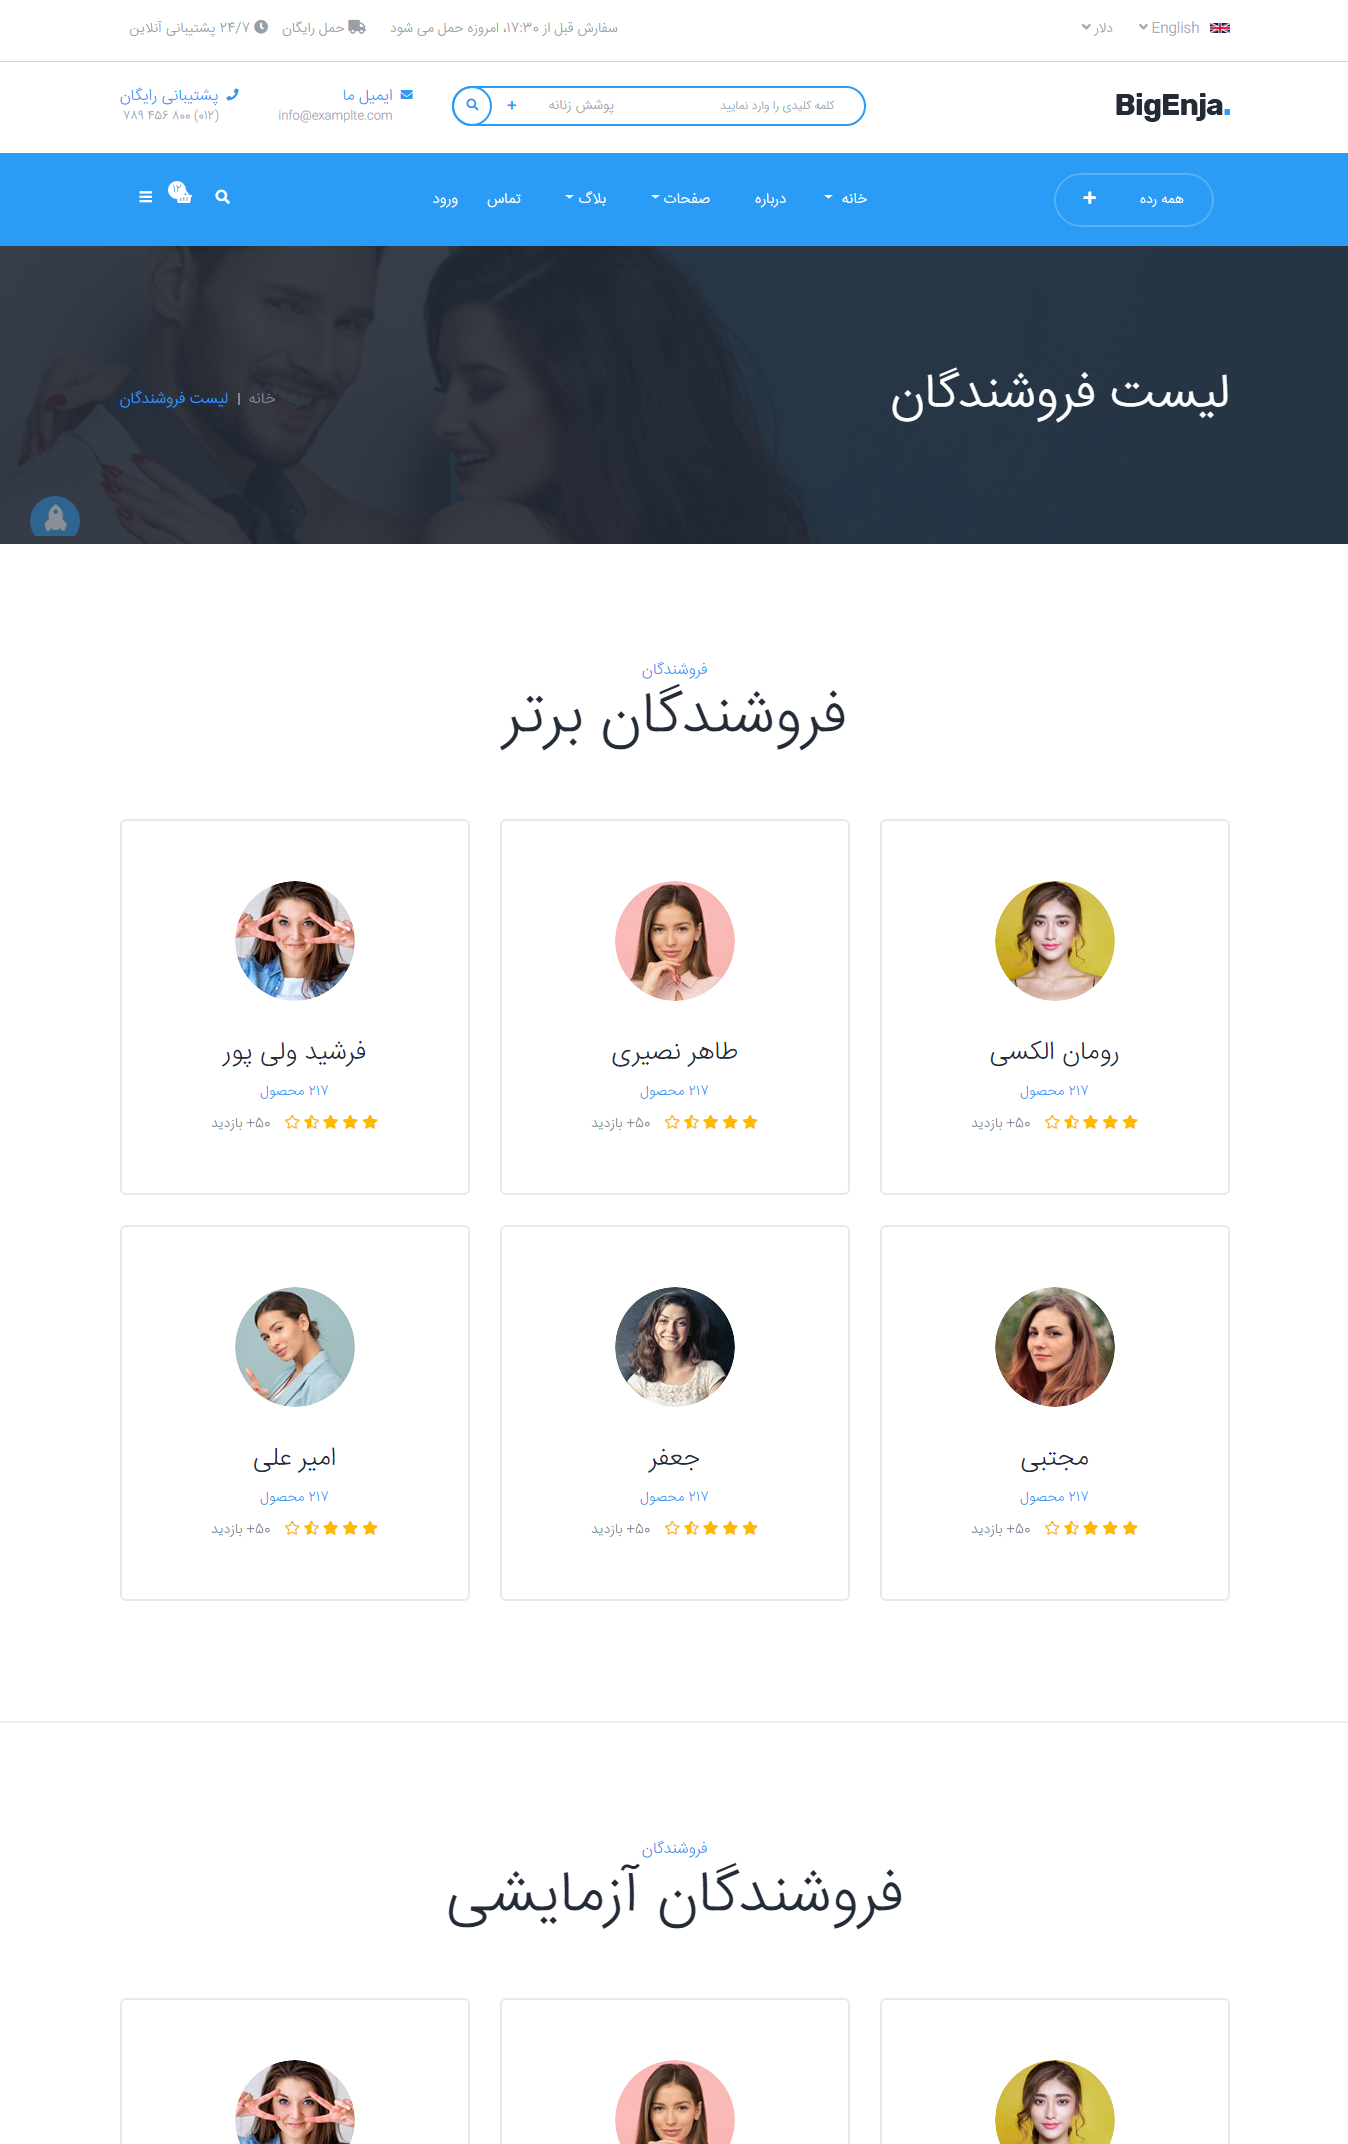 English دلار سفارش قبل از ۱۷:۳۰، امروزه حمل می شود حمل رایگان ۲۴/۷ پشتیبانی آنلاین
BigEnja.
کلمه کلیدی را وارد نمایید پوشش زنانه
ایمیل ما
info@examplte.com
پشتیبانی رایگان
(۰۱۲) ۸۰۰ ۴۵۶ ۷۸۹
همه رده
خانه درباره صفحات بلاگ تماس ورود
۱۲
لیست فروشندگان
خانه | لیست فروشندگان
فروشندگان
فروشندگان برتر
رومان الکسی
۲۱۷ محصول
۵۰+ بازدید
طاهر نصیری
۲۱۷ محصول
۵۰+ بازدید
فرشید ولی پور
۲۱۷ محصول
۵۰+ بازدید
مجتبی
۲۱۷ محصول
۵۰+ بازدید
جعفر
۲۱۷ محصول
۵۰+ بازدید
امیر علی
۲۱۷ محصول
۵۰+ بازدید
فروشندگان
فروشندگان آزمایشی